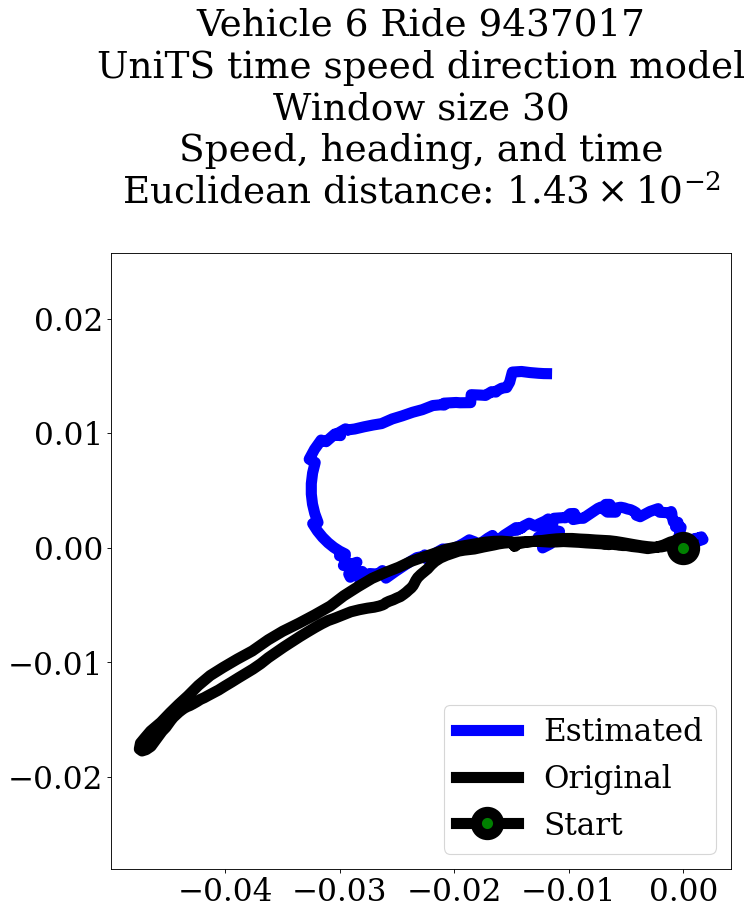 Vehicle 6 Ride 9437017
UniTS time speed direction model
Window size 30
Speed, heading, and time
Euclidean distance: 1.43 × 10⁻²
0.02
0.01
0.00
−0.01
−0.02
Estimated
Original
Start
−0.04 −0.03 −0.02 −0.01 0.00